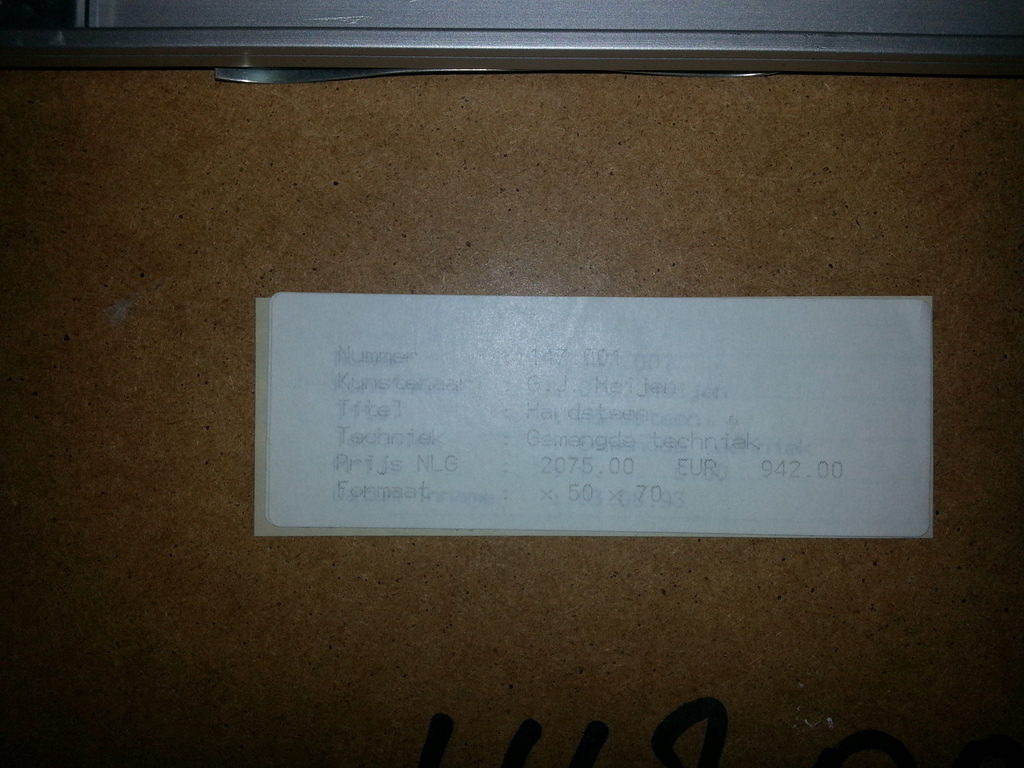 Nummer : 147 001
Kunstenaar : G.J. Heijen
Titel : Hardsteen
Techniek : Gemengde techniek
Prijs NLG : 2075.00 EUR 942.00
Formaat : x 50 x 70